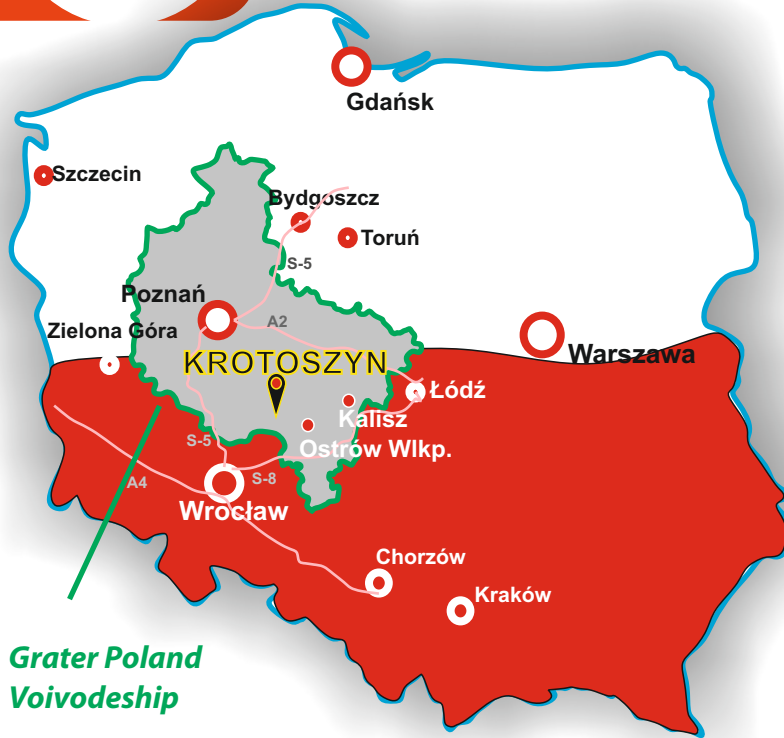 Gdańsk
Szczecin
Bydgoszcz
Toruń
S-5
Poznań
A2
Zielona Góra
Warszawa
KROTOSZYN
Łódź
Kalisz
S-5
Ostrów Wlkp.
S-8
A4
Wrocław
Chorzów
Kraków
Grater Poland
Voivodeship